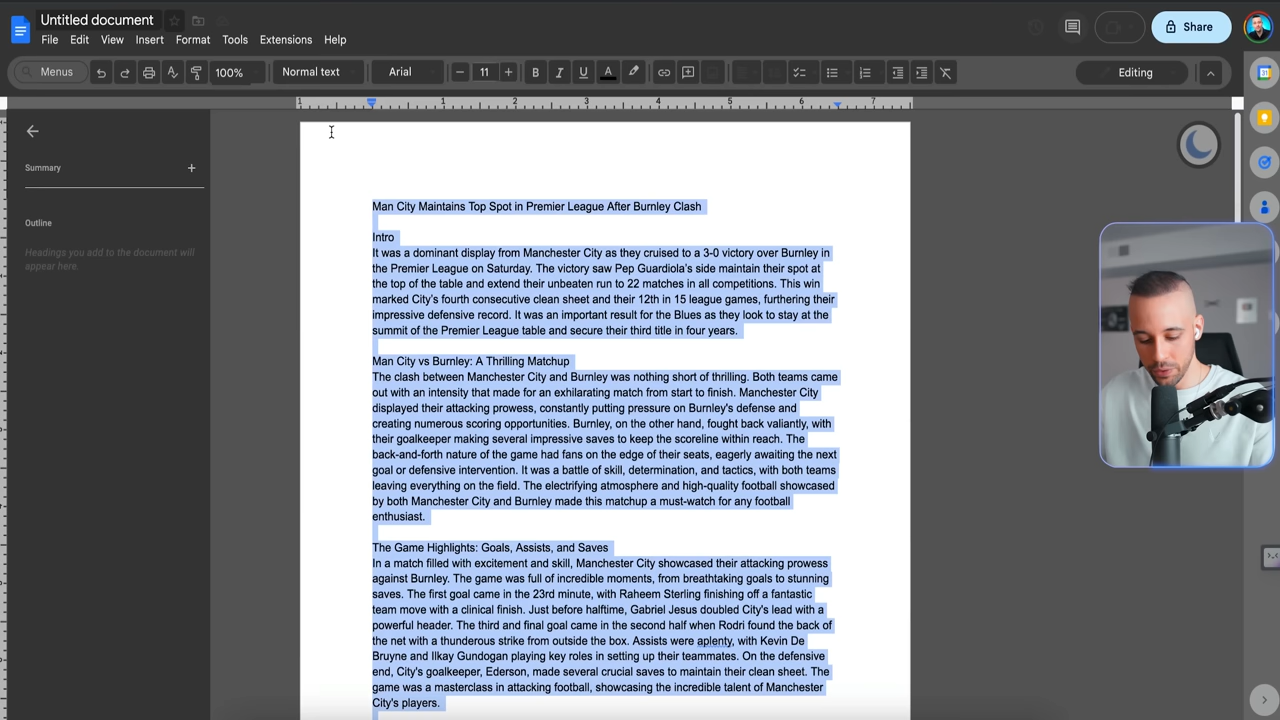 Untitled document
File Edit View Insert Format Tools Extensions Help
Share
Menus 100% Normal text Arial 11 B I U A Editing
1 1 2 3 4 5 6 7
Summary
Outline
Headings you add to the document will
appear here.
Man City Maintains Top Spot in Premier League After Burnley Clash
Intro
It was a dominant display from Manchester City as they cruised to a 3-0 victory over Burnley in
the Premier League on Saturday. The victory saw Pep Guardiola's side maintain their spot at
the top of the table and extend their unbeaten run to 22 matches in all competitions. This win
marked City's fourth consecutive clean sheet and their 12th in 15 league games, furthering their
impressive defensive record. It was an important result for the Blues as they look to stay at the
summit of the Premier League table and secure their third title in four years.
Man City vs Burnley: A Thrilling Matchup
The clash between Manchester City and Burnley was nothing short of thrilling. Both teams came
out with an intensity that made for an exhilarating match from start to finish. Manchester City
displayed their attacking prowess, constantly putting pressure on Burnley's defense and
creating numerous scoring opportunities. Burnley, on the other hand, fought back valiantly, with
their goalkeeper making several impressive saves to keep the scoreline within reach. The
back-and-forth nature of the game had fans on the edge of their seats, eagerly awaiting the next
goal or defensive intervention. It was a battle of skill, determination, and tactics, with both teams
leaving everything on the field. The electrifying atmosphere and high-quality football showcased
by both Manchester City and Burnley made this matchup a must-watch for any football
enthusiast.
The Game Highlights: Goals, Assists, and Saves
In a match filled with excitement and skill, Manchester City showcased their attacking prowess
against Burnley. The game was full of incredible moments, from breathtaking goals to stunning
saves. The first goal came in the 23rd minute, with Raheem Sterling finishing off a fantastic
team move with a clinical finish. Just before halftime, Gabriel Jesus doubled City's lead with a
powerful header. The third and final goal came in the second half when Rodri found the back of
the net with a thunderous strike from outside the box. Assists were aplenty, with Kevin De
Bruyne and Ilkay Gundogan playing key roles in setting up their teammates. On the defensive
end, City's goalkeeper, Ederson, made several crucial saves to maintain their clean sheet. The
game was a masterclass in attacking football, showcasing the incredible talent of Manchester
City's players.